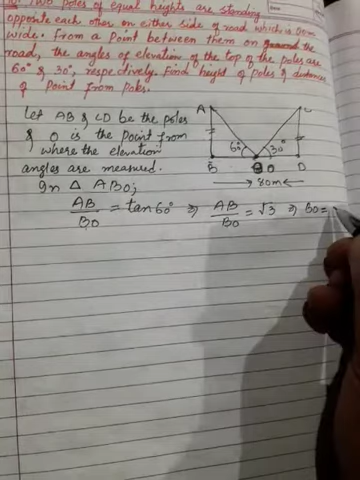 Two poles of equal heights are standing
opposite each other on either side of road which is 80m
wide. From a point between them on the
road, the angles of elevation of the top of the poles are
60° & 30°, respectively. Find height of poles & distances
of point from poles.
Let AB & CD be the poles
& O is the point from
where the elevation
angles are measured.
A
C
60°
30°
B O D
80m
In △ ABO;
AB/BO = tan 60° ⇒ AB/BO = √3 ⇒ BO =